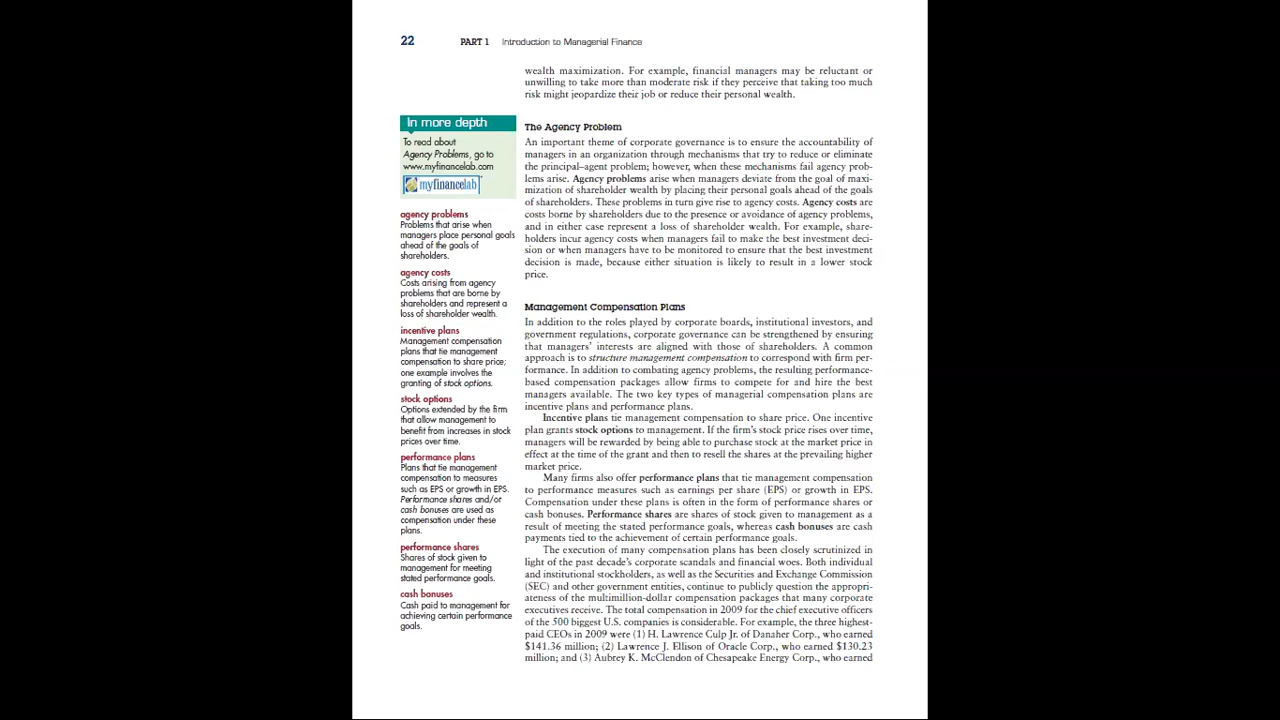 22 PART 1 Introduction to Managerial Finance
wealth maximization. For example, financial managers may be reluctant or
unwilling to take more than moderate risk if they perceive that taking too much
risk might jeopardize their job or reduce their personal wealth.
In more depth
To read about
Agency Problems, go to
www.myfinancelab.com
myfinancelab
agency problems
Problems that arise when
managers place personal goals
ahead of the goals of
shareholders.
agency costs
Costs arising from agency
problems that are borne by
shareholders and represent a
loss of shareholder wealth.
incentive plans
Management compensation
plans that tie management
compensation to share price;
one example involves the
granting of stock options.
stock options
Options extended by the firm
that allow management to
benefit from increases in stock
prices over time.
performance plans
Plans that tie management
compensation to measures
such as EPS or growth in EPS.
Performance shares and/or
cash bonuses are used as
compensation under these
plans.
performance shares
Shares of stock given to
management for meeting
stated performance goals.
cash bonuses
Cash paid to management for
achieving certain performance
goals.
The Agency Problem
An important theme of corporate governance is to ensure the accountability of
managers in an organization through mechanisms that try to reduce or eliminate
the principal–agent problem; however, when these mechanisms fail agency prob-
lems arise. Agency problems arise when managers deviate from the goal of maxi-
mization of shareholder wealth by placing their personal goals ahead of the goals
of shareholders. These problems in turn give rise to agency costs. Agency costs are
costs borne by shareholders due to the presence or avoidance of agency problems,
and in either case represent a loss of shareholder wealth. For example, share-
holders incur agency costs when managers fail to make the best investment deci-
sion or when managers have to be monitored to ensure that the best investment
decision is made, because either situation is likely to result in a lower stock
price.
Management Compensation Plans
In addition to the roles played by corporate boards, institutional investors, and
government regulations, corporate governance can be strengthened by ensuring
that managers' interests are aligned with those of shareholders. A common
approach is to structure management compensation to correspond with firm per-
formance. In addition to combating agency problems, the resulting performance-
based compensation packages allow firms to compete for and hire the best
managers available. The two key types of managerial compensation plans are
incentive plans and performance plans.
Incentive plans tie management compensation to share price. One incentive
plan grants stock options to management. If the firm's stock price rises over time,
managers will be rewarded by being able to purchase stock at the market price in
effect at the time of the grant and then to resell the shares at the prevailing higher
market price.
Many firms also offer performance plans that tie management compensation
to performance measures such as earnings per share (EPS) or growth in EPS.
Compensation under these plans is often in the form of performance shares or
cash bonuses. Performance shares are shares of stock given to management as a
result of meeting the stated performance goals, whereas cash bonuses are cash
payments tied to the achievement of certain performance goals.
The execution of many compensation plans has been closely scrutinized in
light of the past decade's corporate scandals and financial woes. Both individual
and institutional stockholders, as well as the Securities and Exchange Commission
(SEC) and other government entities, continue to publicly question the appropri-
ateness of the multimillion-dollar compensation packages that many corporate
executives receive. The total compensation in 2009 for the chief executive officers
of the 500 biggest U.S. companies is considerable. For example, the three highest-
paid CEOs in 2009 were (1) H. Lawrence Culp Jr. of Danaher Corp., who earned
$141.36 million; (2) Lawrence J. Ellison of Oracle Corp., who earned $130.23
million; and (3) Aubrey K. McClendon of Chesapeake Energy Corp., who earned